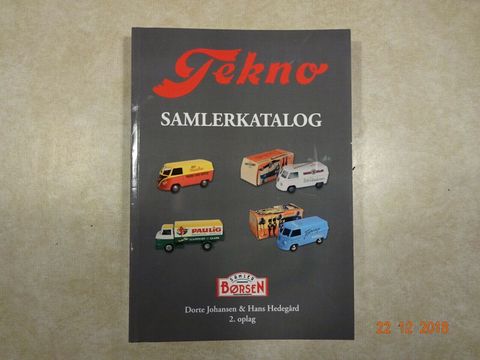 Tekno
SAMLERKATALOG
PAULIG
SAMLER
BØRSEN
Dorte Johansen & Hans Hedegård
2. oplag
22 12 2018